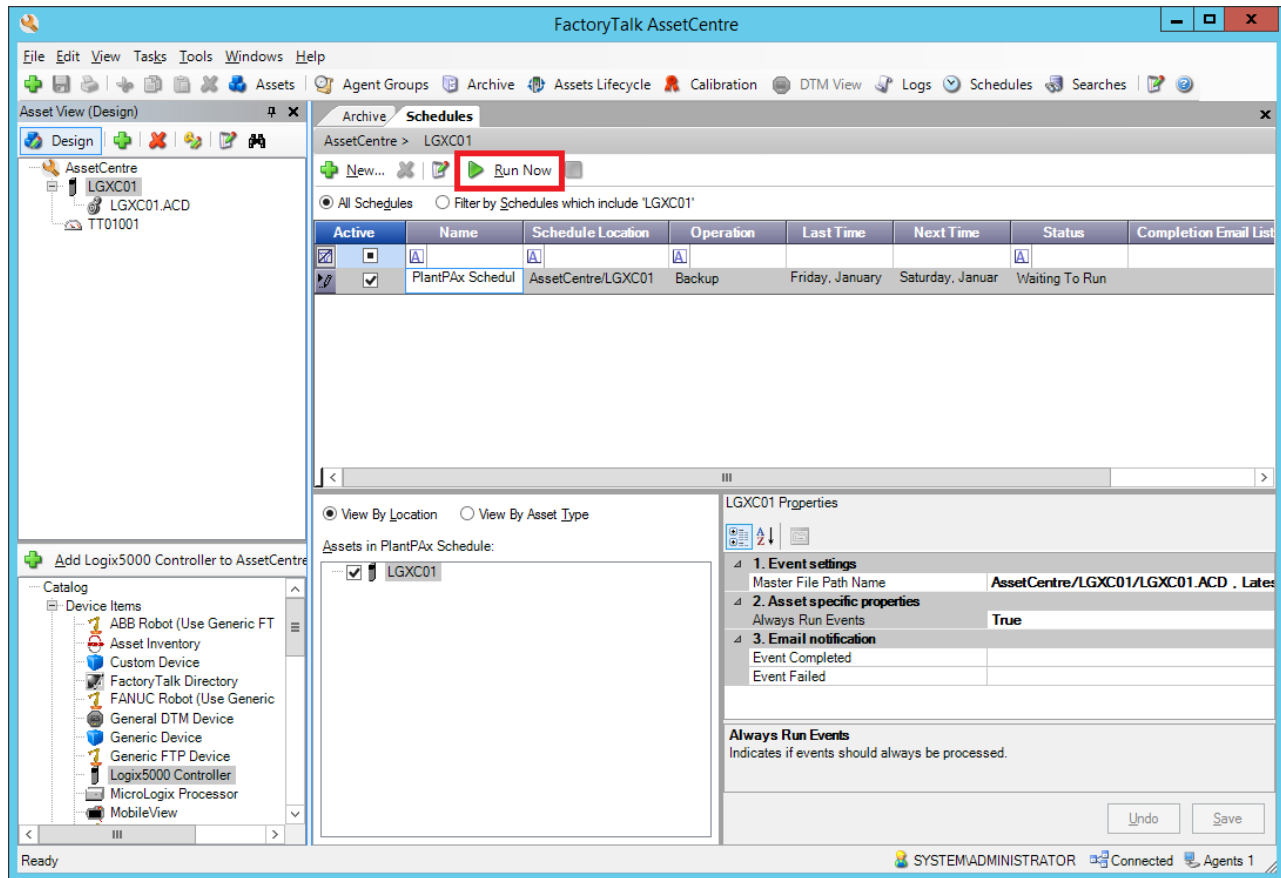 FactoryTalk AssetCentre
File Edit View Tasks Tools Windows Help
Assets Agent Groups Archive Assets Lifecycle Calibration DTM View Logs Schedules Searches
Asset View (Design)
Design
AssetCentre
LGXC01
LGXC01.ACD
TT01001
Add Logix5000 Controller to AssetCentre
Catalog
Device Items
ABB Robot (Use Generic FT
Asset Inventory
Custom Device
FactoryTalk Directory
FANUC Robot (Use Generic
General DTM Device
Generic Device
Generic FTP Device
Logix5000 Controller
MicroLogix Processor
MobileView
Archive Schedules
AssetCentre > LGXC01
New... Run Now
All Schedules Filter by Schedules which include 'LGXC01'
Active Name Schedule Location Operation Last Time Next Time Status Completion Email List
A A A A
PlantPAx Schedul AssetCentre/LGXC01 Backup Friday, January Saturday, Januar Waiting To Run
View By Location View By Asset Type
Assets in PlantPAx Schedule:
LGXC01
LGXC01 Properties
1. Event settings
Master File Path Name AssetCentre/LGXC01/LGXC01.ACD , Lates
2. Asset specific properties
Always Run Events True
3. Email notification
Event Completed
Event Failed
Always Run Events
Indicates if events should always be processed.
Undo Save
Ready SYSTEM\ADMINISTRATOR Connected Agents 1